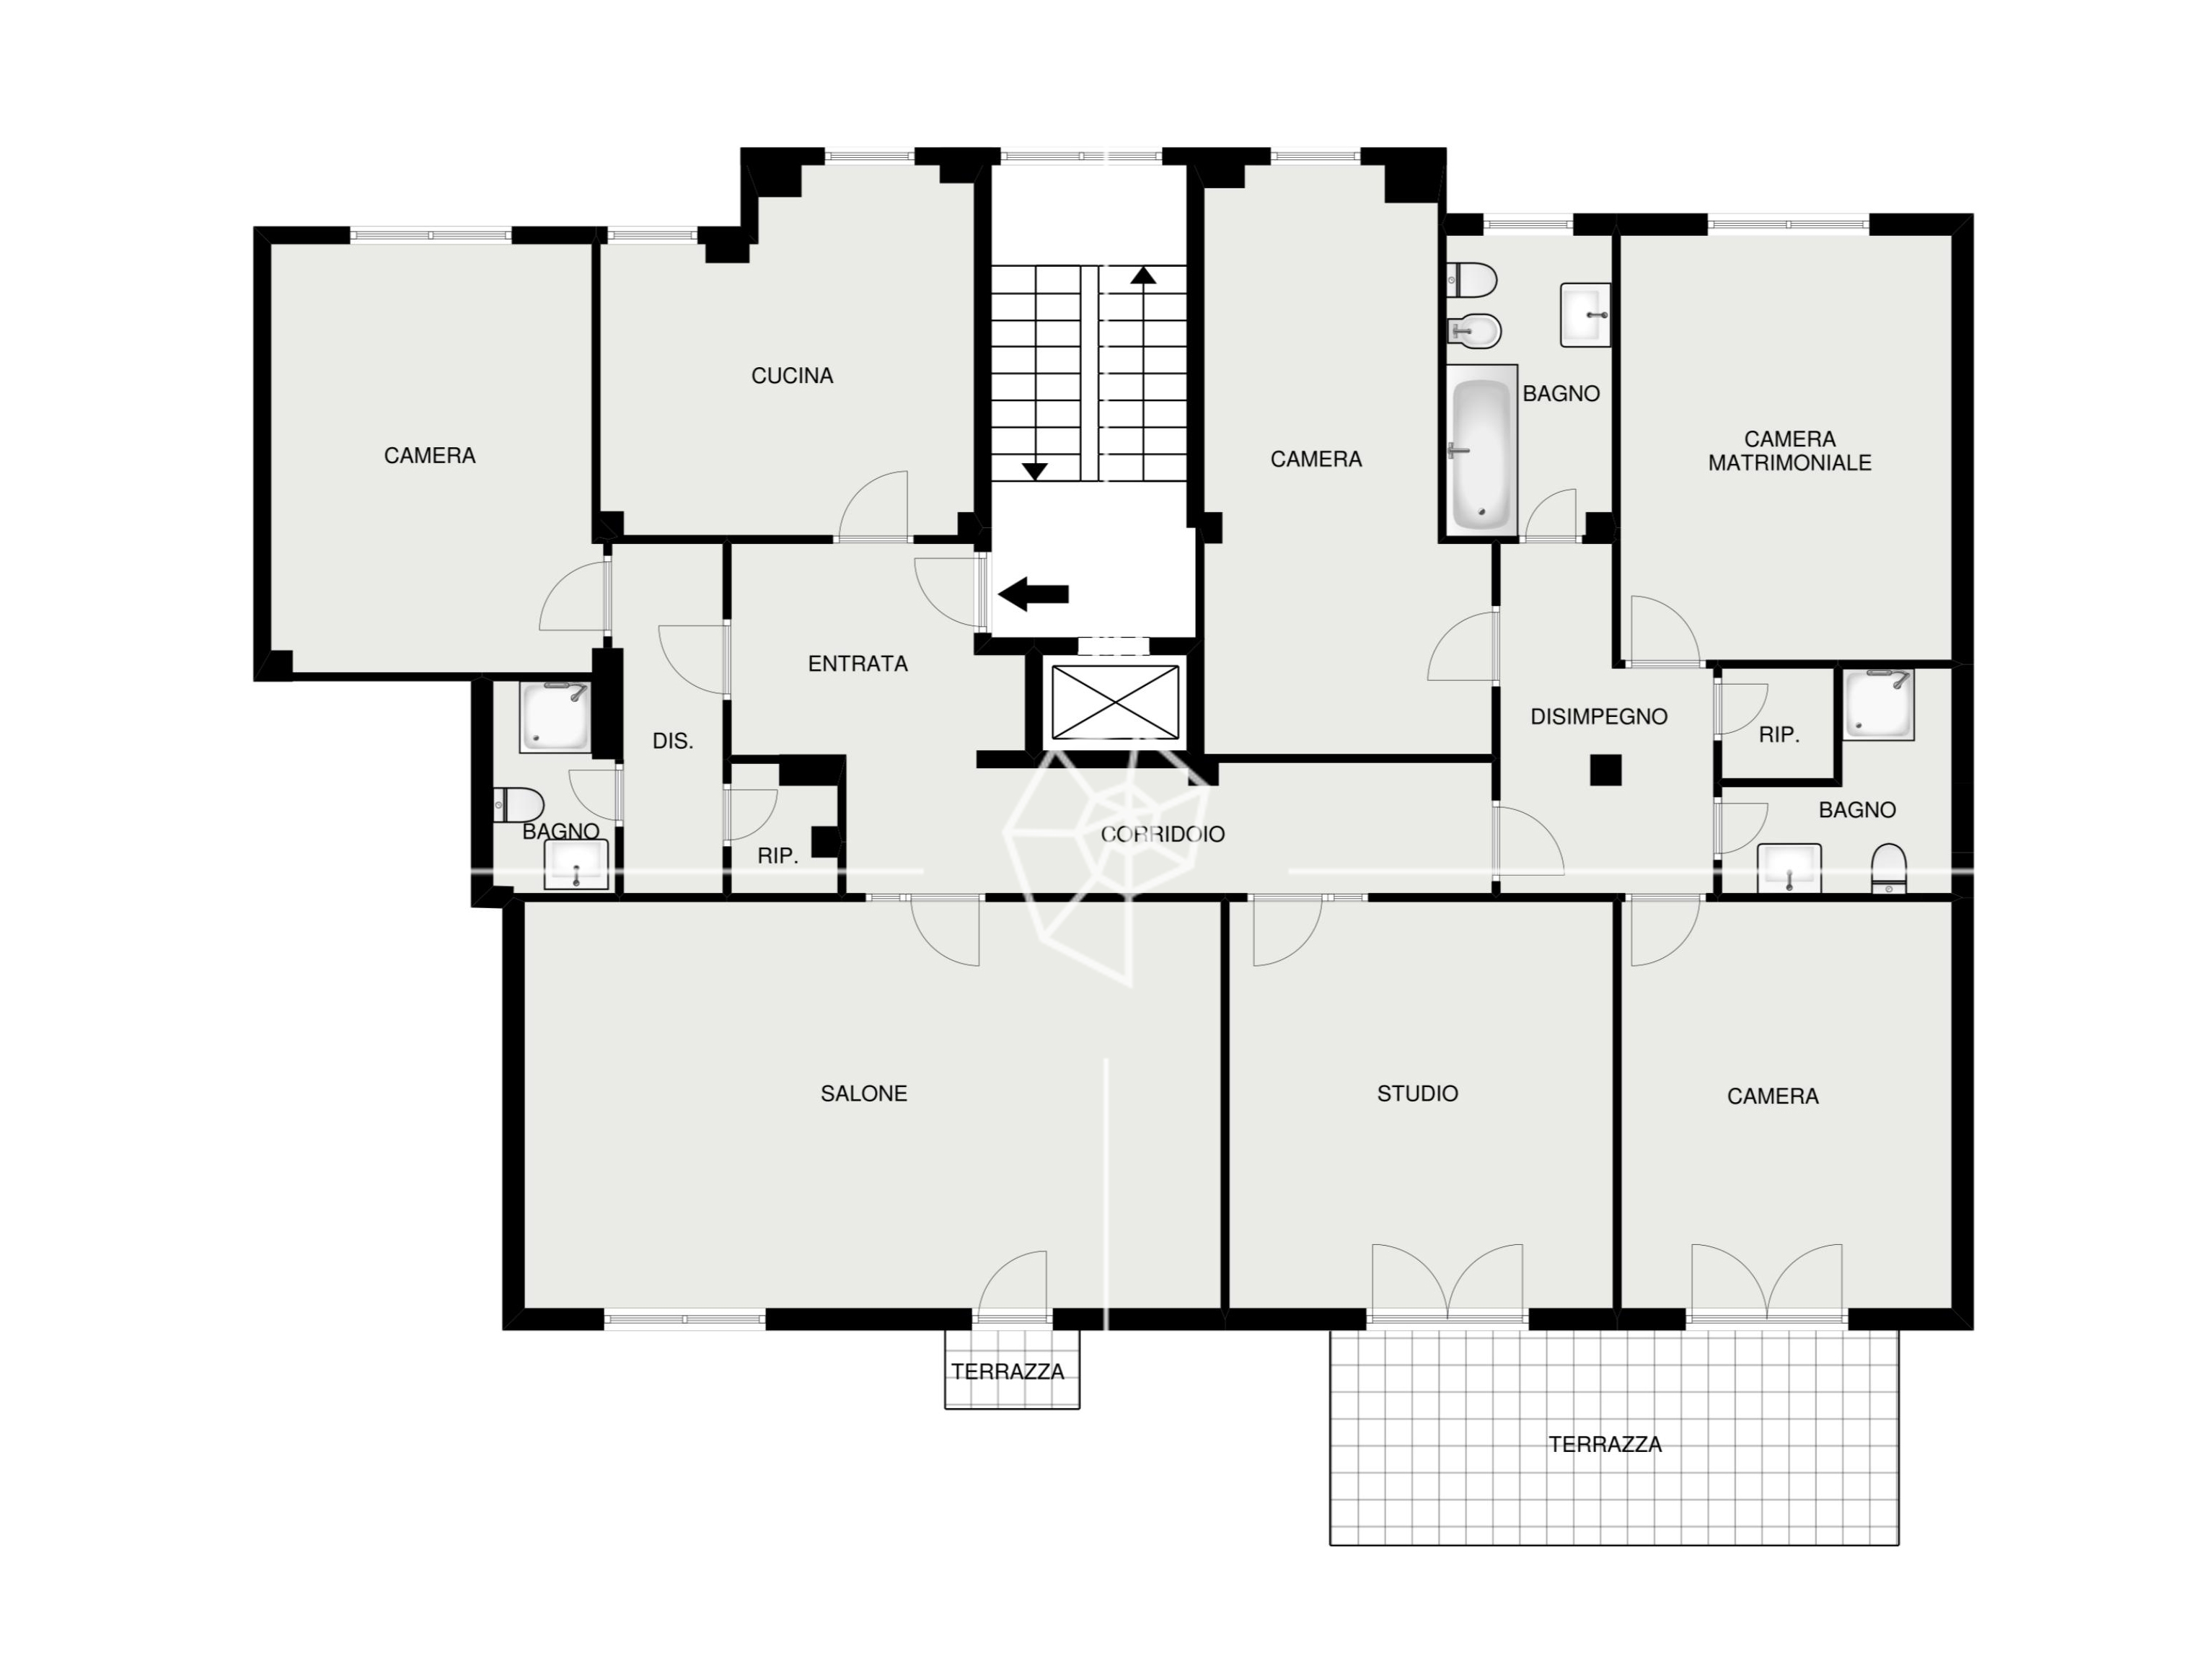 CUCINA
BAGNO
CAMERA
MATRIMONIALE
CAMERA
CAMERA
ENTRATA
DISIMPEGNO
DIS.
RIP.
BAGNO
BAGNO
CORRIDOIO
RIP.
SALONE
STUDIO
CAMERA
TERRAZZA
TERRAZZA